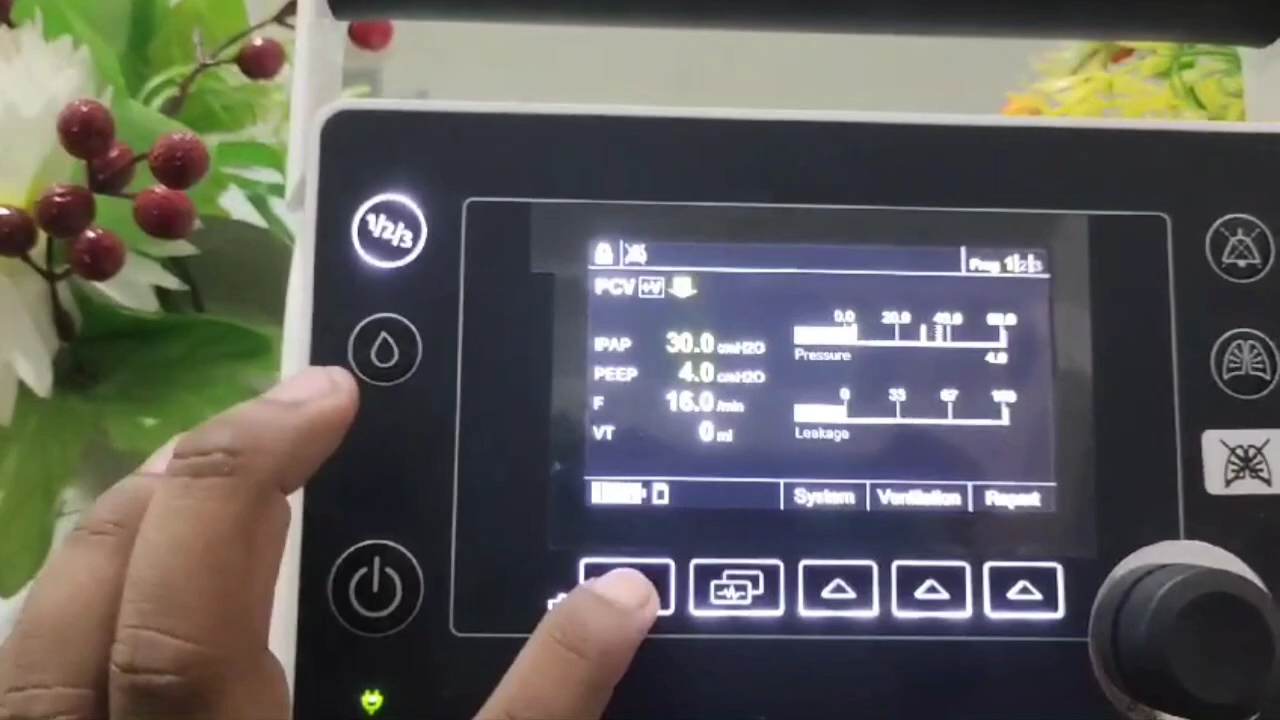 1/2/3
Prog 1|2|3
PCV +V
IPAP 30.0 cmH2O
PEEP 4.0 cmH2O
F 16.0 /min
VT 0 ml
0.0 20.0 40.0 60.0
Pressure 4.0
0 33 67 100
Leakage
System Ventilation Report